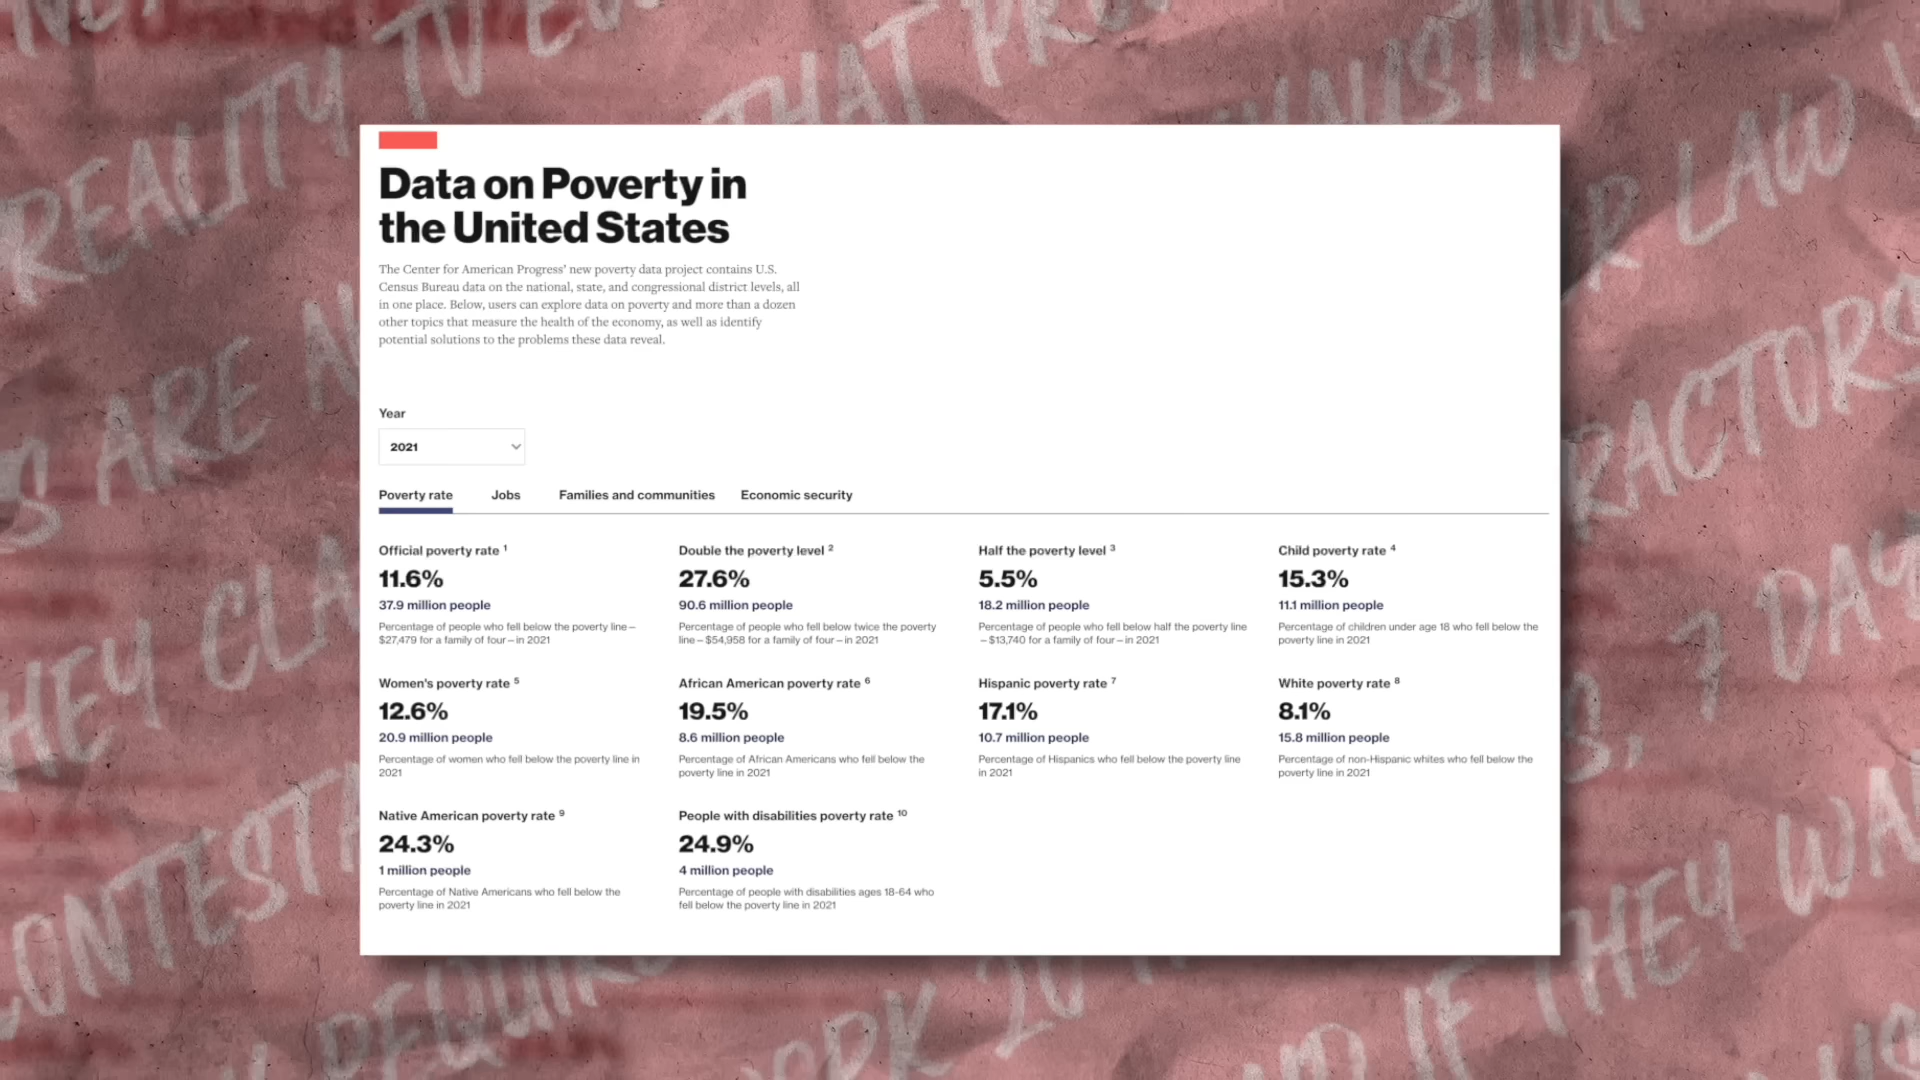 REALITY TV
THAT
LAW
ARE
RACTORS
THEY CLA
7 DAY
CONTESTA
REQUIRE
WORK 20
IF THEY WA
Data on Poverty in
the United States
The Center for American Progress’ new poverty data project contains U.S.
Census Bureau data on the national, state, and congressional district levels, all
in one place. Below, users can explore data on poverty and more than a dozen
other topics that measure the health of the economy, as well as identify
potential solutions to the problems these data reveal.
Year
2021
Poverty rate Jobs Families and communities Economic security
Official poverty rate 1
11.6%
37.9 million people
Percentage of people who fell below the poverty line—
$27,479 for a family of four—in 2021
Double the poverty level 2
27.6%
90.6 million people
Percentage of people who fell below twice the poverty
line—$54,958 for a family of four—in 2021
Half the poverty level 3
5.5%
18.2 million people
Percentage of people who fell below half the poverty line
—$13,740 for a family of four—in 2021
Child poverty rate 4
15.3%
11.1 million people
Percentage of children under age 18 who fell below the
poverty line in 2021
Women's poverty rate 5
12.6%
20.9 million people
Percentage of women who fell below the poverty line in
2021
African American poverty rate 6
19.5%
8.6 million people
Percentage of African Americans who fell below the
poverty line in 2021
Hispanic poverty rate 7
17.1%
10.7 million people
Percentage of Hispanics who fell below the poverty line
in 2021
White poverty rate 8
8.1%
15.8 million people
Percentage of non-Hispanic whites who fell below the
poverty line in 2021
Native American poverty rate 9
24.3%
1 million people
Percentage of Native Americans who fell below the
poverty line in 2021
People with disabilities poverty rate 10
24.9%
4 million people
Percentage of people with disabilities ages 18-64 who
fell below the poverty line in 2021